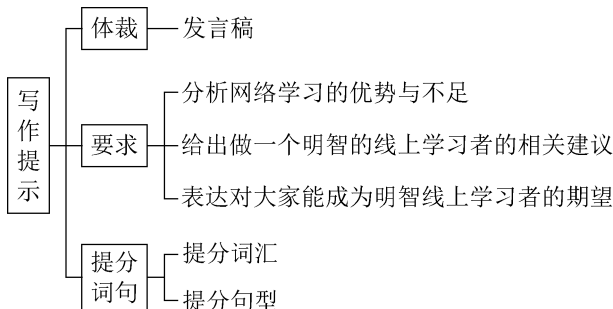 写作提示
体裁
发言稿
要求
分析网络学习的优势与不足
给出做一个明智的线上学习者的相关建议
表达对大家能成为明智线上学习者的期望
提分词句
提分词汇
提分句型